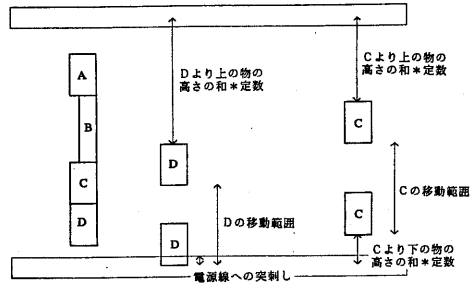 A
B
C
D
Dより上の物の
高さの和*定数
Cより上の物の
高さの和*定数
D
C
Dの移動範囲
Cの移動範囲
D
C
Cより下の物の
高さの和*定数
電源線への突刺し